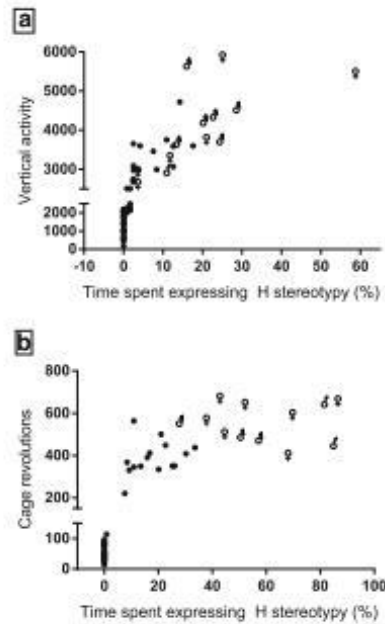 a
6000
5000
4000
3000
2000
1000
0
Vertical activity
-10 0 10 20 30 40 50 60
Time spent expressing H stereotypy (%)
b
800
600
400
200
100
0
Cage revolutions
0 20 40 60 80 100
Time spent expressing H stereotypy (%)